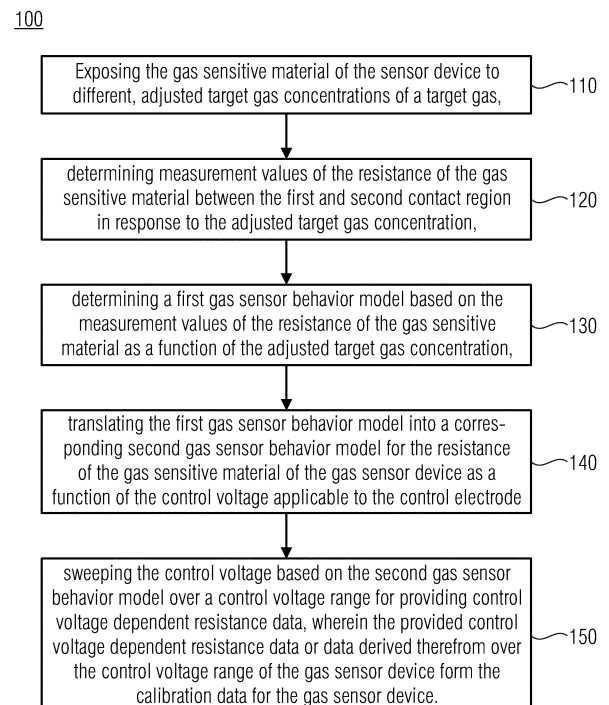 100
Exposing the gas sensitive material of the sensor device to
different, adjusted target gas concentrations of a target gas,
110
determining measurement values of the resistance of the gas
sensitive material between the first and second contact region
in response to the adjusted target gas concentration,
120
determining a first gas sensor behavior model based on the
measurement values of the resistance of the gas sensitive
material as a function of the adjusted target gas concentration,
130
translating the first gas sensor behavior model into a corres-
ponding second gas sensor behavior model for the resistance
of the gas sensitive material of the gas sensor device as a
function of the control voltage applicable to the control electrode
140
sweeping the control voltage based on the second gas sensor
behavior model over a control voltage range for providing control
voltage dependent resistance data, wherein the provided control
voltage dependent resistance data or data derived therefrom over
the control voltage range of the gas sensor device form the
calibration data for the gas sensor device.
150